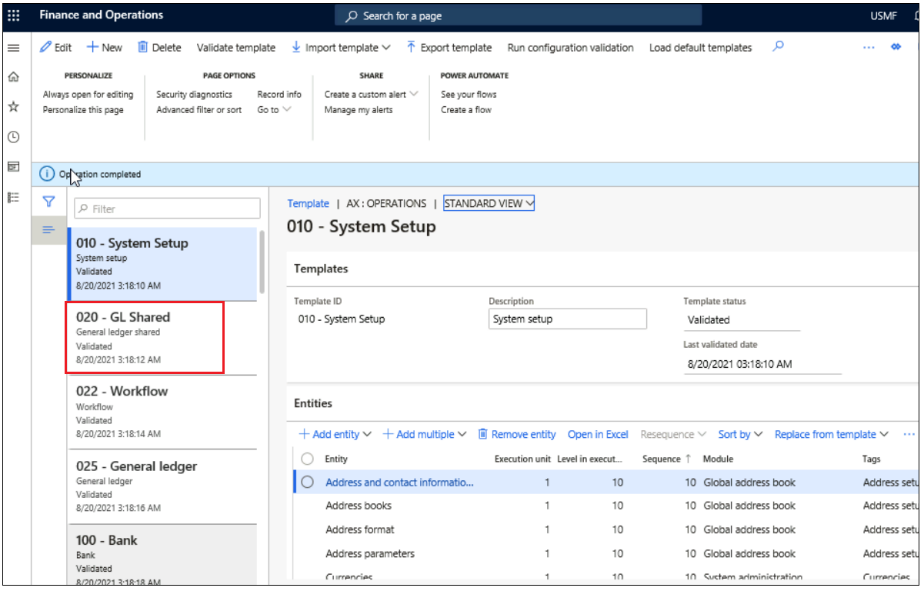 Finance and Operations
Search for a page
USMF
Edit
New
Delete
Validate template
Import template
Export template
Run configuration validation
Load default templates
PERSONALIZE
Always open for editing
Personalize this page
PAGE OPTIONS
Security diagnostics
Record info
Advanced filter or sort
Go to
SHARE
Create a custom alert
Manage my alerts
POWER AUTOMATE
See your flows
Create a flow
Operation completed
Filter
010 - System Setup
System setup
Validated
8/20/2021 3:18:10 AM
020 - GL Shared
General ledger shared
Validated
8/20/2021 3:18:12 AM
022 - Workflow
Workflow
Validated
8/20/2021 3:18:14 AM
025 - General ledger
General ledger
Validated
8/20/2021 3:18:16 AM
100 - Bank
Bank
Validated
8/20/2021 3:18:18 AM
Template | AX : OPERATIONS | STANDARD VIEW
010 - System Setup
Templates
Template ID
010 - System Setup
Description
System setup
Template status
Validated
Last validated date
8/20/2021 03:18:10 AM
Entities
Add entity
Add multiple
Remove entity
Open in Excel
Resequence
Sort by
Replace from template
Entity Execution unit Level in execut... Sequence Module Tags
Address and contact informatio... 1 10 10 Global address book Address setu
Address books 1 10 10 Global address book Address setu
Address format 1 10 10 Global address book Address setu
Address parameters 1 10 10 Global address book Address setu
Currencies 1 10 10 System administration Currencies